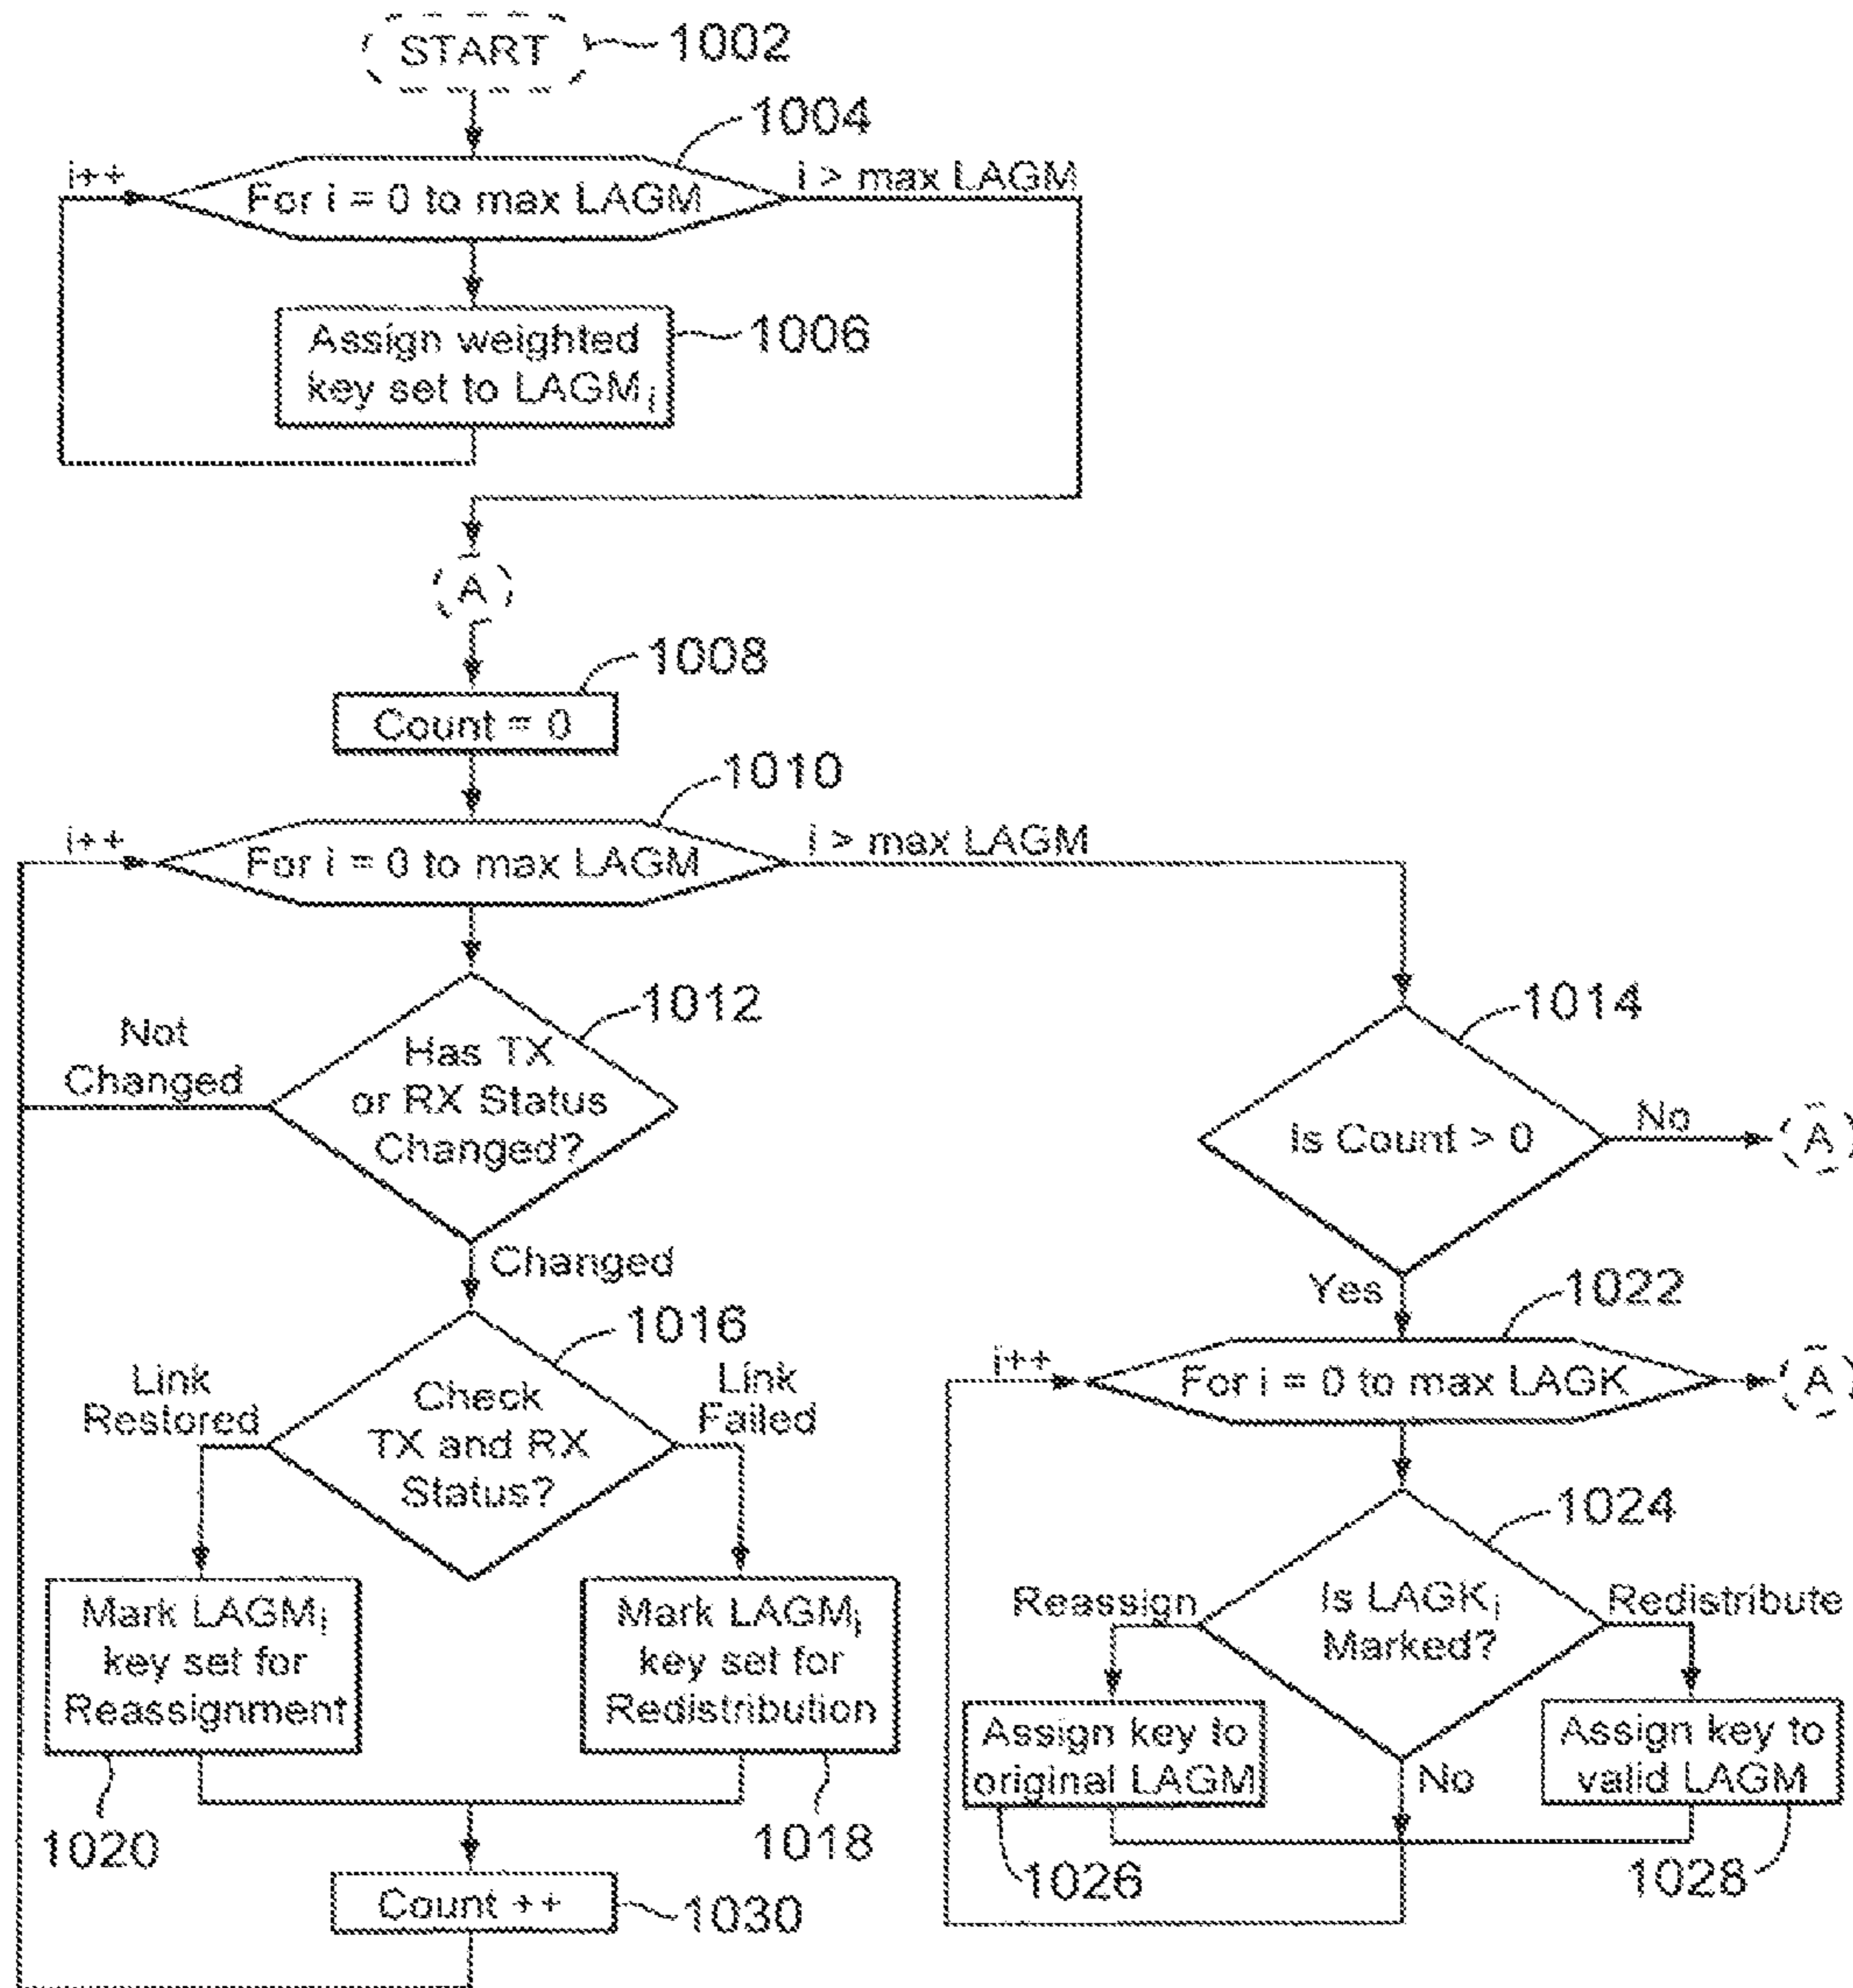 START
1002
1004
i++
For i = 0 to max LAGM
i > max LAGM
Assign weighted
key set to LAGMi
1006
A
1008
Count = 0
1010
i++
For i = 0 to max LAGM
i > max LAGM
1012
Not
Changed
Has TX
or RX Status
Changed?
Changed
1014
Is Count > 0
No
A
Yes
1016
Link
Restored
Check
TX and RX
Status?
Link
Failed
1022
i++
For i = 0 to max LAGK
A
1024
Reassign
Is LAGKi
Marked?
Redistribute
Mark LAGMi
key set for
Reassignment
Mark LAGMi
key set for
Redistribution
Assign key to
original LAGM
No
Assign key to
valid LAGM
1020
1018
1026
1028
Count ++
1030